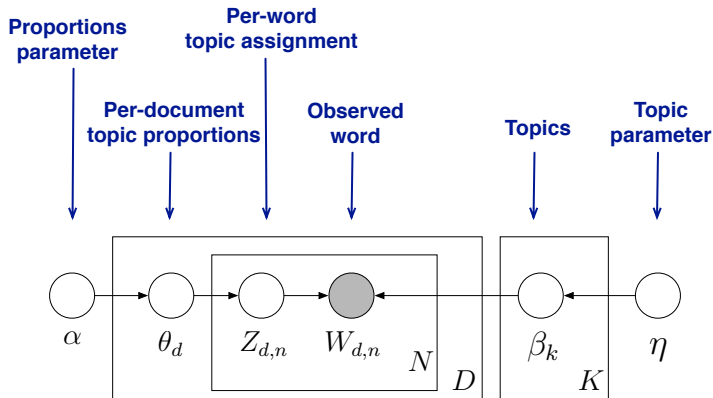 Proportions
parameter
Per-word
topic assignment
Per-document
topic proportions
Observed
word
Topics
Topic
parameter
α
θ_d
Z_{d,n}
W_{d,n}
N
D
β_k
K
η